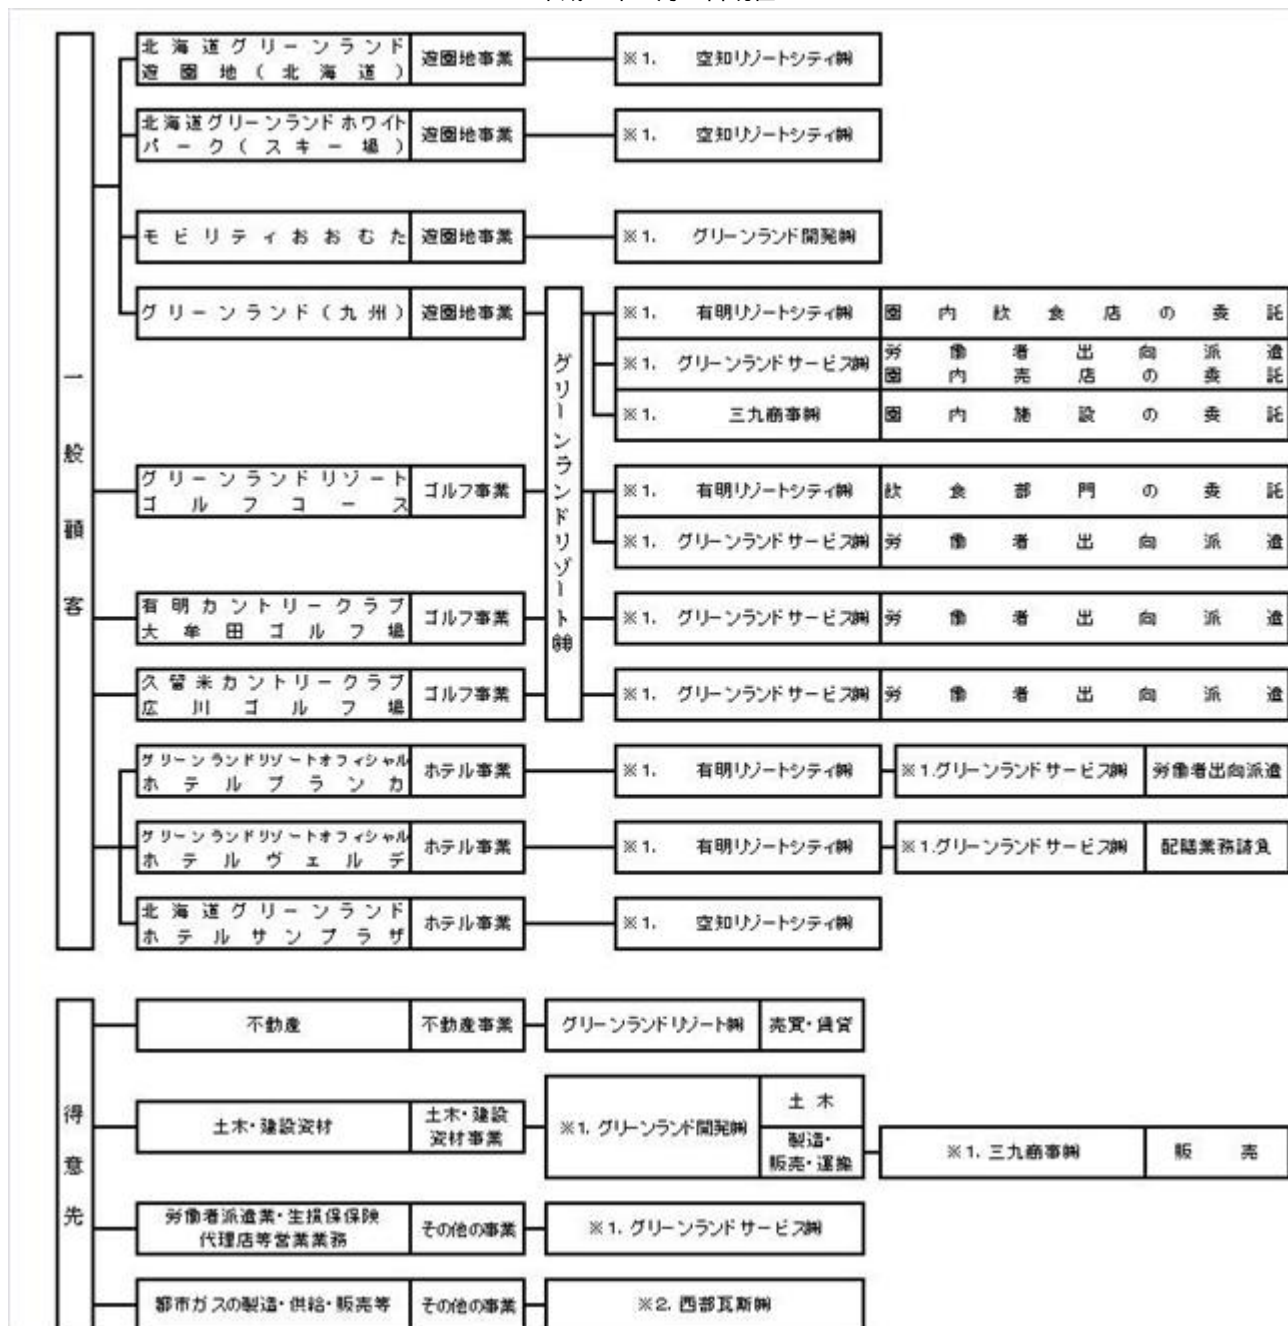 一般顧客
北海道グリーンランド
遊園地(北海道)
遊園地事業
※1. 空知リゾートシティ㈱
北海道グリーンランドホワイト
パーク(スキー場)
遊園地事業
※1. 空知リゾートシティ㈱
モビリティおおむた
遊園地事業
※1. グリーンランド開発㈱
グリーンランド(九州)
遊園地事業
グリーンランドリゾート㈱
※1. 有明リゾートシティ㈱
園内飲食店の委託
※1. グリーンランドサービス㈱
労働者出向派遣
園内売店の委託
※1. 三九商事㈱
園内施設の委託
グリーンランドリゾート
ゴルフコース
ゴルフ事業
※1. 有明リゾートシティ㈱
飲食部門の委託
※1. グリーンランドサービス㈱
労働者出向派遣
有明カントリークラブ
大牟田ゴルフ場
ゴルフ事業
※1. グリーンランドサービス㈱
労働者出向派遣
久留米カントリークラブ
広川ゴルフ場
ゴルフ事業
※1. グリーンランドサービス㈱
労働者出向派遣
グリーンランドリゾートオフィシャル
ホテルブランカ
ホテル事業
※1. 有明リゾートシティ㈱
※1.グリーンランドサービス㈱
労働者出向派遣
グリーンランドリゾートオフィシャル
ホテルヴェルデ
ホテル事業
※1. 有明リゾートシティ㈱
※1.グリーンランドサービス㈱
配膳業務請負
北海道グリーンランド
ホテルサンプラザ
ホテル事業
※1. 空知リゾートシティ㈱
得意先
不動産
不動産事業
グリーンランドリゾート㈱
売買・賃貸
土木・建設資材
土木・建設
資材事業
※1. グリーンランド開発㈱
土木
製造・
販売・運搬
※1. 三九商事㈱
販売
労働者派遣業・生損保保険
代理店等営業業務
その他の事業
※1. グリーンランドサービス㈱
都市ガスの製造・供給・販売等
その他の事業
※2. 西部瓦斯㈱